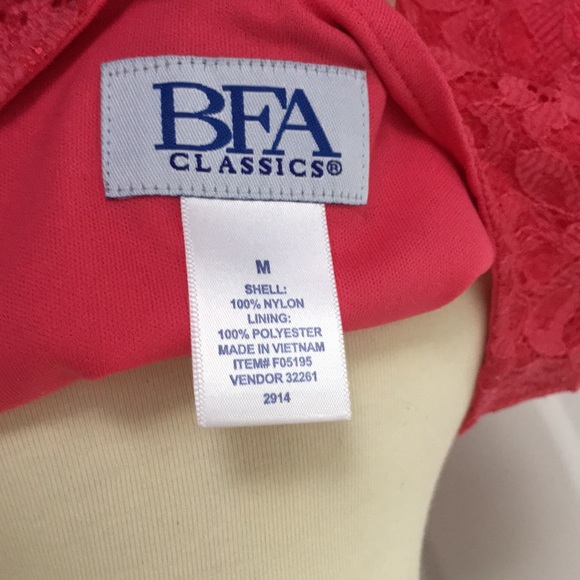 BFA
CLASSICS®
M
SHELL:
100% NYLON
LINING:
100% POLYESTER
MADE IN VIETNAM
ITEM# F05195
VENDOR 32261
2914